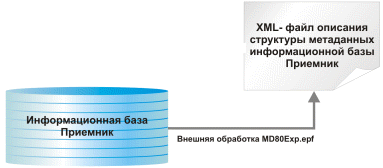 XML- файл описания
структуры метаданных
информационной базы
Приемник
Информационная база
Приемник
Внешняя обработка MD80Exp.epf